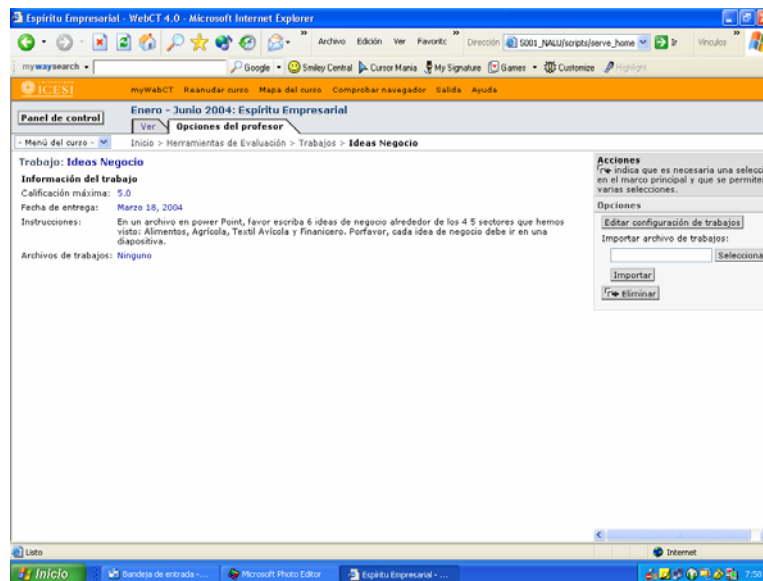 Espíritu Empresarial - WebCT 4.0 - Microsoft Internet Explorer
Archivo Edición Ver Favoritc » Dirección S001_NALU/scripts/serve_home Ir Vínculos »
mywaysearch Google Smiley Central Cursor Mania My Signature Games Customize Highlight
ICESI myWebCT Reanudar curso Mapa del curso Comprobar navegador Salida Ayuda
Panel de control
Enero - Junio 2004: Espíritu Empresarial
Ver Opciones del profesor
- Menú del curso - Inicio > Herramientas de Evaluación > Trabajos > Ideas Negocio
Trabajo: Ideas Negocio
Información del trabajo
Calificación máxima: 5.0
Fecha de entrega: Marzo 18, 2004
Instrucciones: En un archivo en power Point, favor escriba 6 ideas de negocio alrededor de los 4 5 sectores que hemos
visto: Alimentos, Agrícola, Textil Avícola y finanicero. Porfavor, cada idea de negocio debe ir en una
diapositiva.
Archivos de trabajos: Ninguno
Acciones
indica que es necesaria una selecci
en el marco principal y que se permite
varias selecciones.
Opciones
Editar configuración de trabajos
Importar archivo de trabajos:
Selecciona
Importar
Eliminar
Listo Internet
Inicio Bandeja de entrada -... Microsoft Photo Editor Espíritu Empresarial - ... 7:58